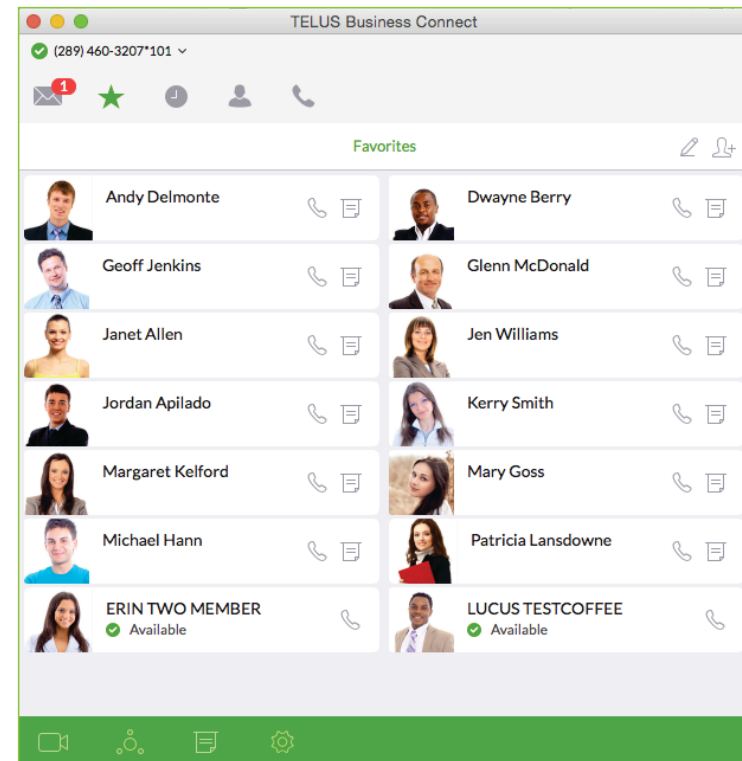 TELUS Business Connect
(289) 460-3207*101
1
Favorites
Andy Delmonte
Dwayne Berry
Geoff Jenkins
Glenn McDonald
Janet Allen
Jen Williams
Jordan Apilado
Kerry Smith
Margaret Kelford
Mary Goss
Michael Hann
Patricia Lansdowne
ERIN TWO MEMBER
Available
LUCUS TESTCOFFEE
Available